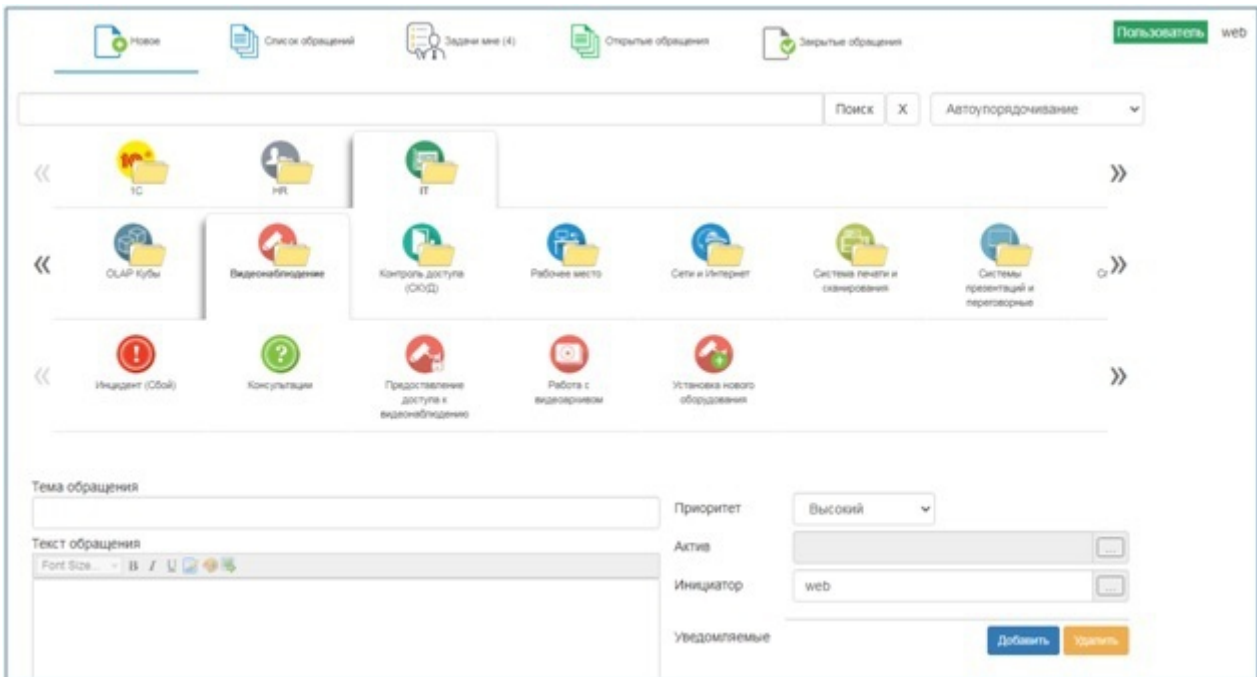 Новое
Список обращений
Задачи мне (4)
Открытые обращения
Закрытые обращения
Пользователь web
Поиск X Автоупорядочивание
1С
HR
IT
OLAP Кубы
Видеонаблюдение
Контроль доступа
(СКУД)
Рабочее место
Сети и Интернет
Система печати и
сканирования
Системы
презентаций и
переговорные
Инцидент (Сбой)
Консультации
Предоставление
доступа к
видеонаблюдению
Работа с
видеоархивом
Установка нового
оборудования
Тема обращения
Приоритет Высокий
Текст обращения
Актив ...
Font Size... B I U
Инициатор web ...
Уведомляемые Добавить Удалить